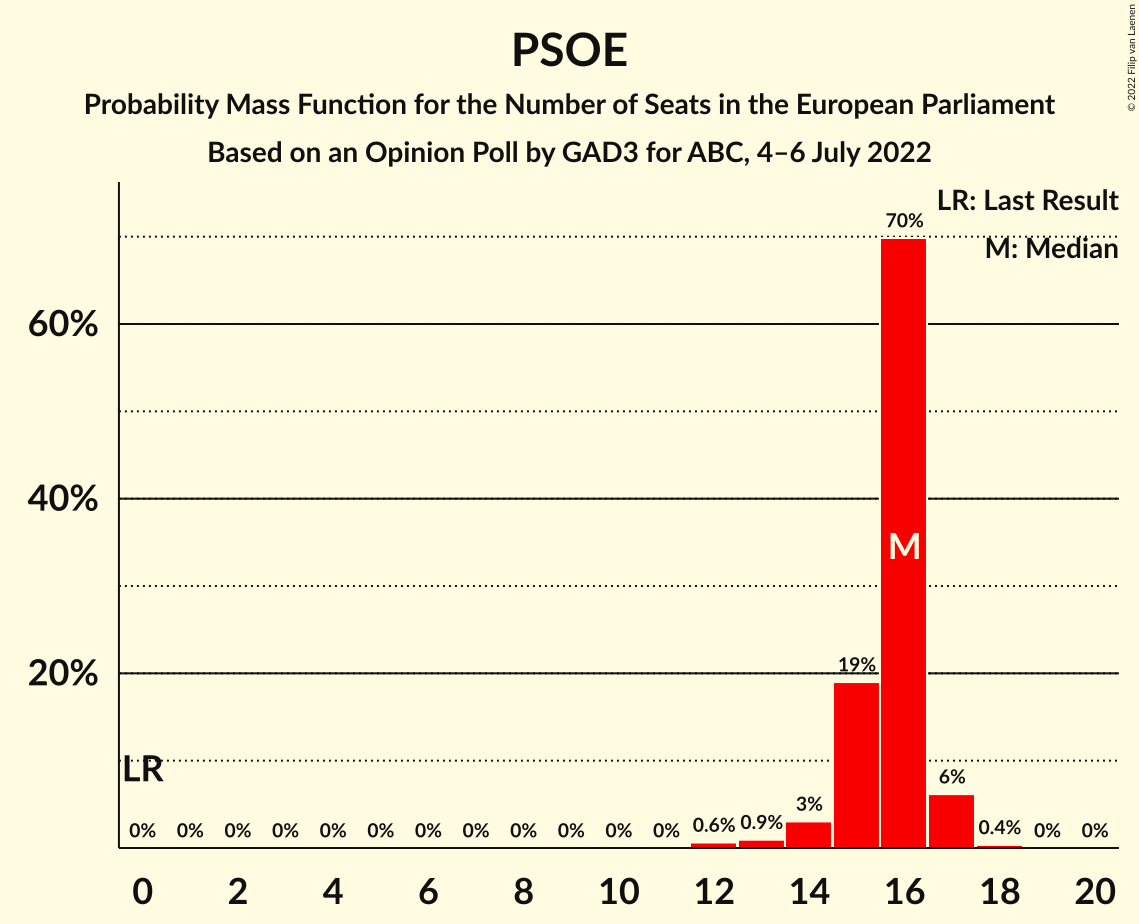 PSOE
Probability Mass Function for the Number of Seats in the European Parliament
Based on an Opinion Poll by GAD3 for ABC, 4–6 July 2022
© 2022 Filip van Laenen
LR: Last Result
M: Median
70%
60%
40%
M
20%
19%
LR
6%
3%
0% 0% 0% 0% 0% 0% 0% 0% 0% 0% 0% 0% 0.6% 0.9% 0.4% 0% 0%
0 2 4 6 8 10 12 14 16 18 20